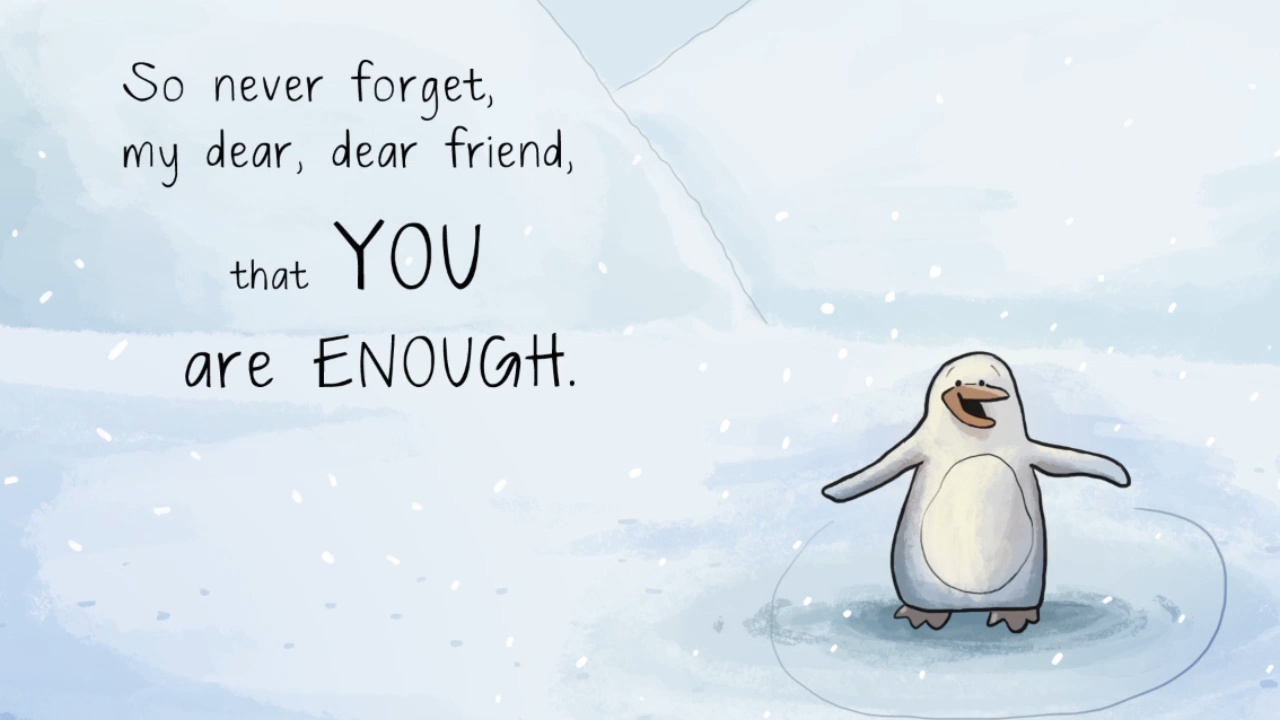 So never forget,
my dear, dear friend,
that YOU
are ENOUGH.